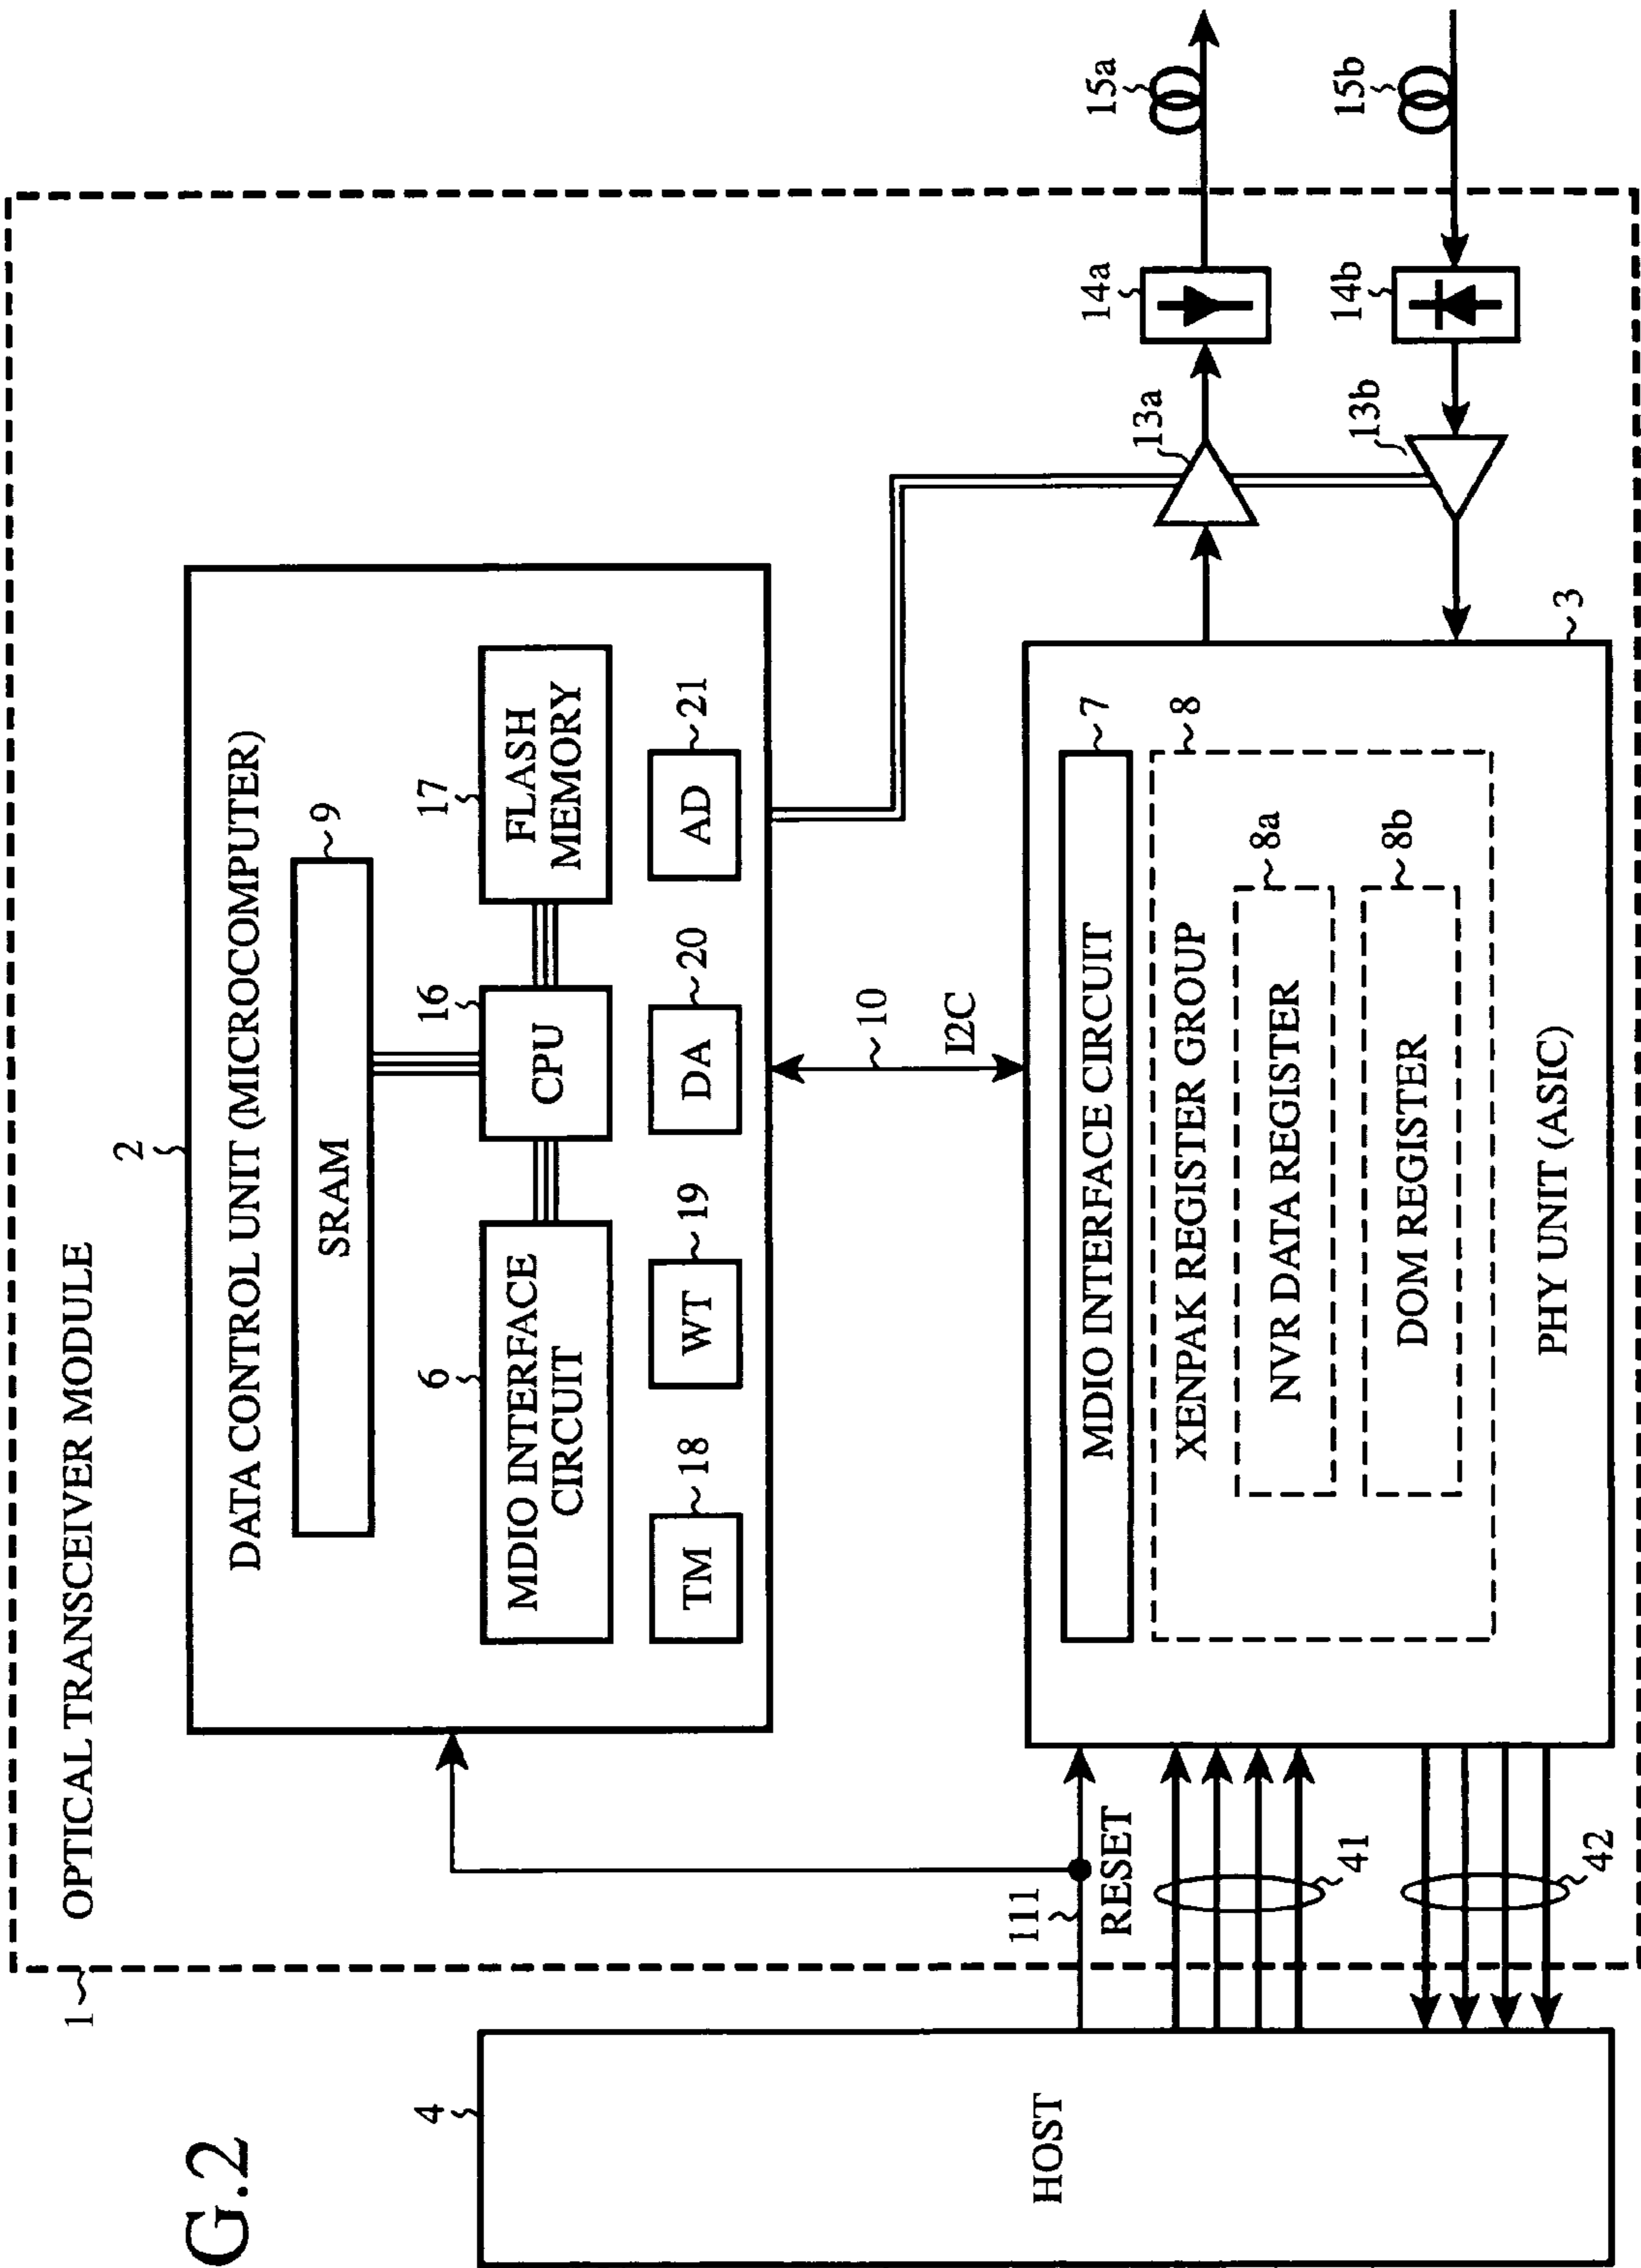 G.2
1
OPTICAL TRANSCEIVER MODULE
2
DATA CONTROL UNIT (MICROCOMPUTER)
9
SRAM
6
MDIO INTERFACE
CIRCUIT
16
CPU
17
FLASH
MEMORY
18
TM
19
WT
20
DA
21
AD
4
HOST
111
RESET
41
42
10
I2C
7
MDIO INTERFACE CIRCUIT
8
XENPAK REGISTER GROUP
8a
NVR DATA REGISTER
8b
DOM REGISTER
PHY UNIT (ASIC)
3
13a
14a
15a
13b
14b
15b